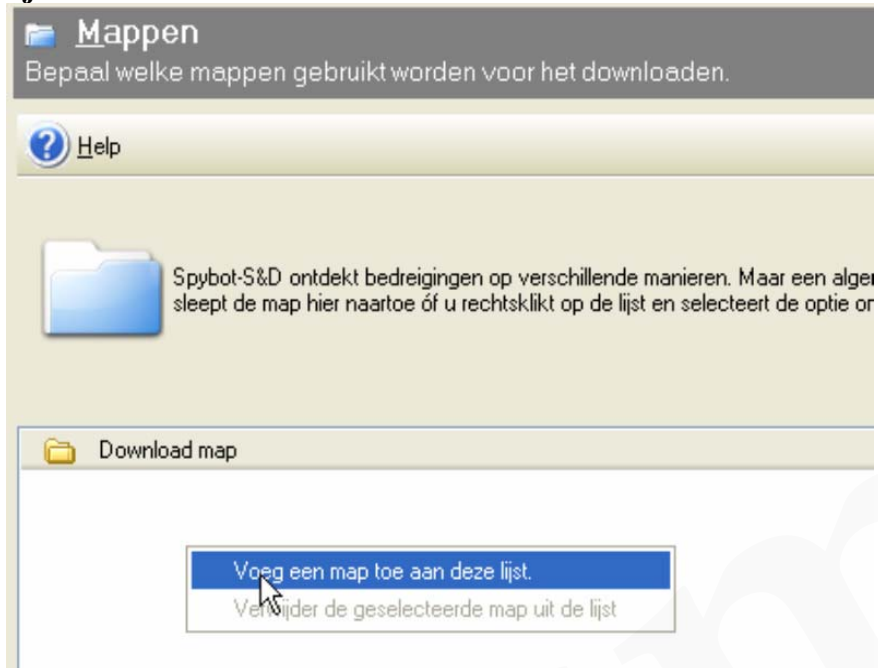 Mappen
Bepaal welke mappen gebruikt worden voor het downloaden.
Help
Spybot-S&D ontdekt bedreigingen op verschillende manieren. Maar een
sleept de map hier naartoe óf u rechtsklikt op de lijst en selecteert de optie
Download map
Voeg een map toe aan deze lijst.
Verwijder de geselecteerde map uit de lijst